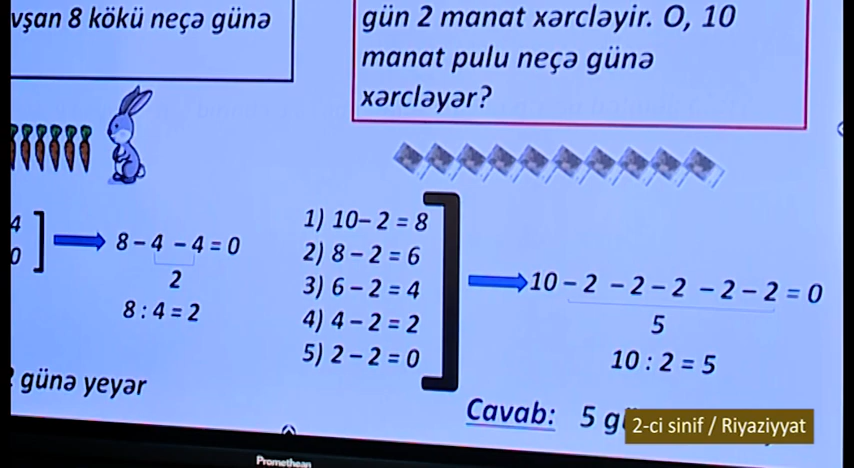 vşan 8 kökü neçə günə
gün 2 manat xərcləyir. O, 10
manat pulu neçə günə
xərcləyər?
4
0
8 – 4 – 4 = 0
2
8 : 4 = 2
günə yeyər
1) 10 – 2 = 8
2) 8 – 2 = 6
3) 6 – 2 = 4
4) 4 – 2 = 2
5) 2 – 2 = 0
10 – 2 – 2 – 2 – 2 – 2 = 0
5
10 : 2 = 5
Cavab: 5 g
2-ci sinif / Riyaziyyat
Promethean